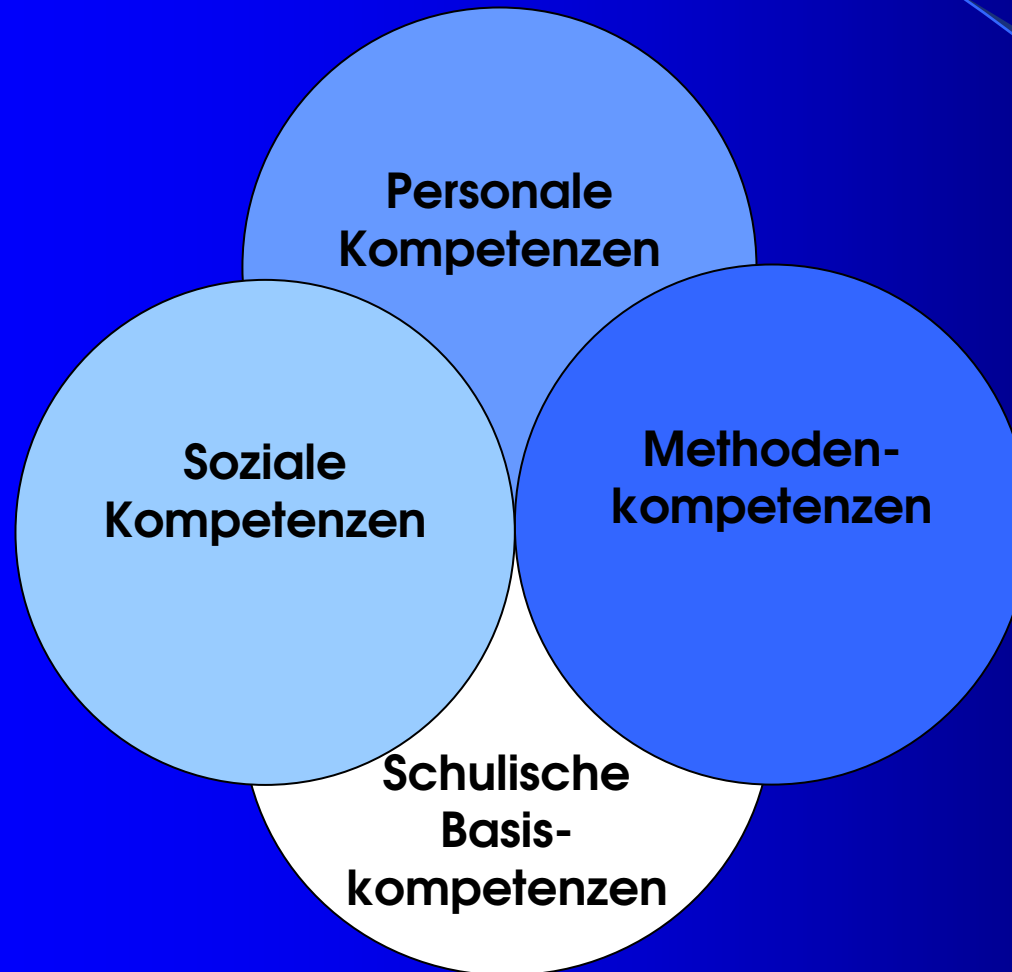 Personale
Kompetenzen
Soziale
Kompetenzen
Methoden-
kompetenzen
Schulische
Basis-
kompetenzen